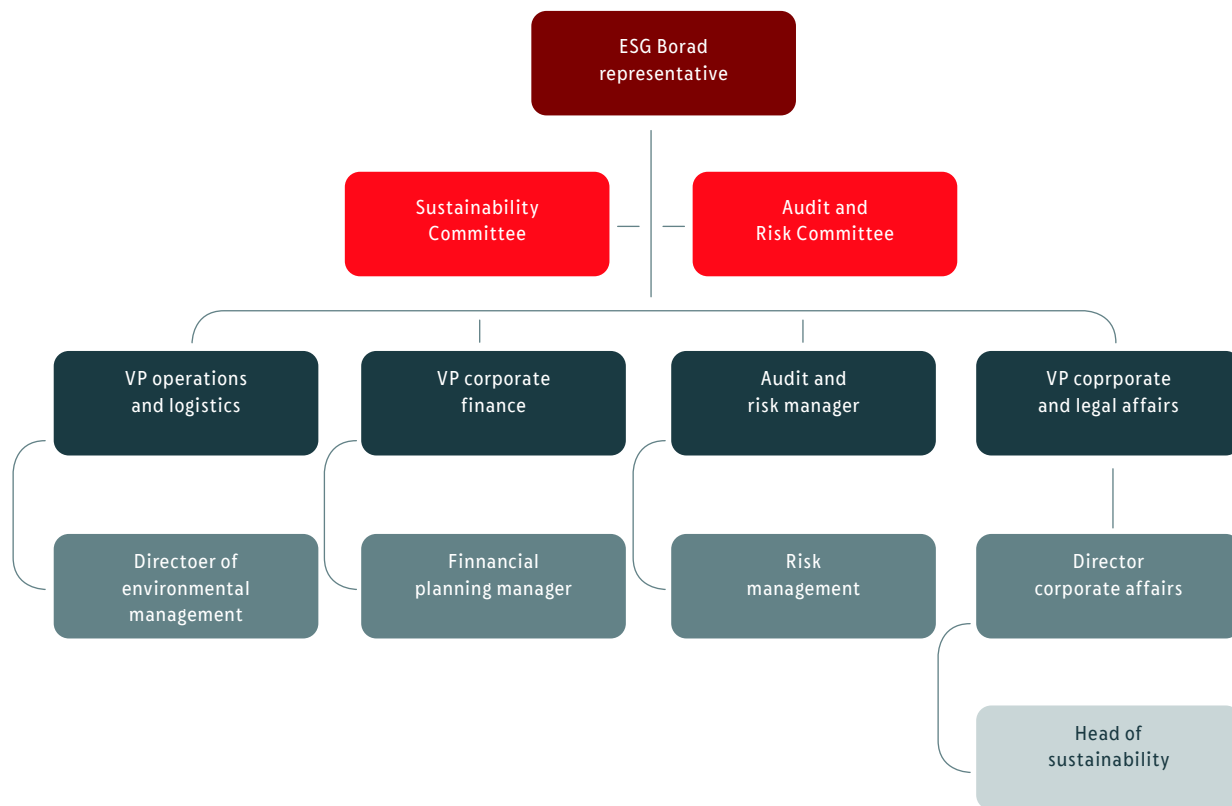 ESG Borad
representative
Sustainability
Committee
Audit and
Risk Committee
VP operations
and logistics
VP corporate
finance
Audit and
risk manager
VP coprporate
and legal affairs
Directoer of
environmental
management
Finnancial
planning manager
Risk
management
Director
corporate affairs
Head of
sustainability